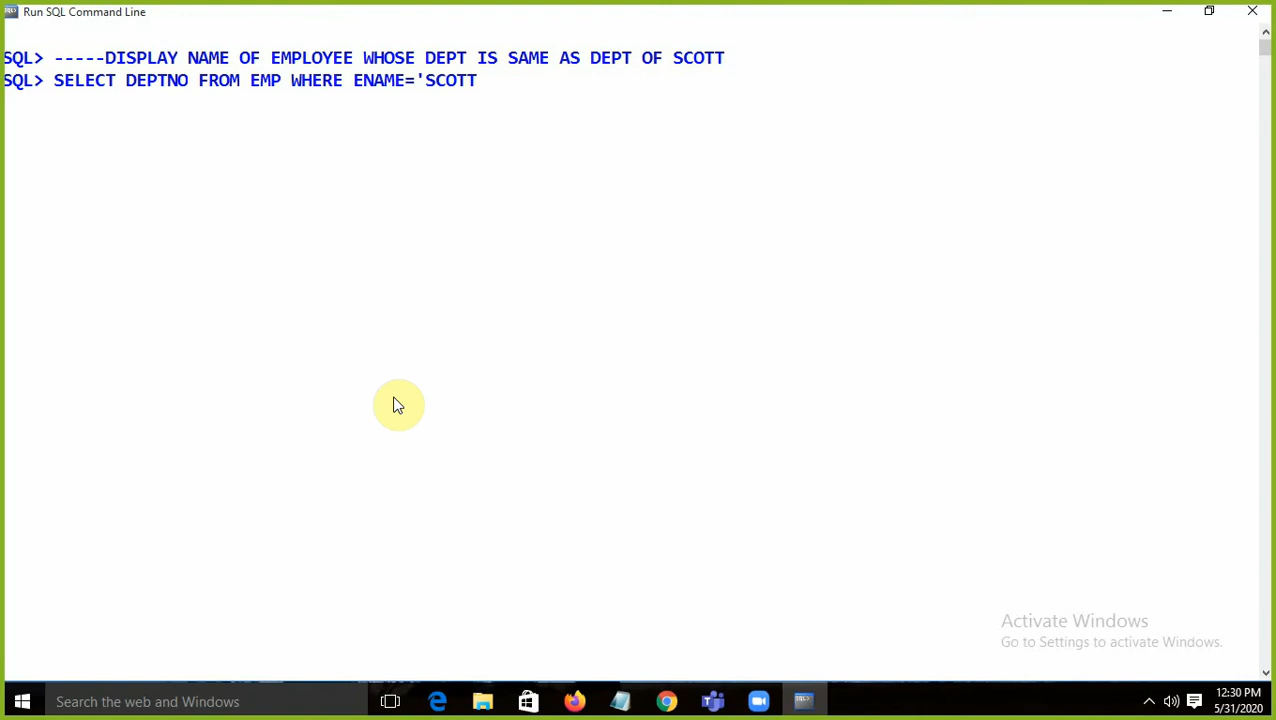 Run SQL Command Line
SQL> -----DISPLAY NAME OF EMPLOYEE WHOSE DEPT IS SAME AS DEPT OF SCOTT
SQL> SELECT DEPTNO FROM EMP WHERE ENAME='SCOTT
Activate Windows
Go to Settings to activate Windows.
Search the web and Windows
12:30 PM
5/31/2020